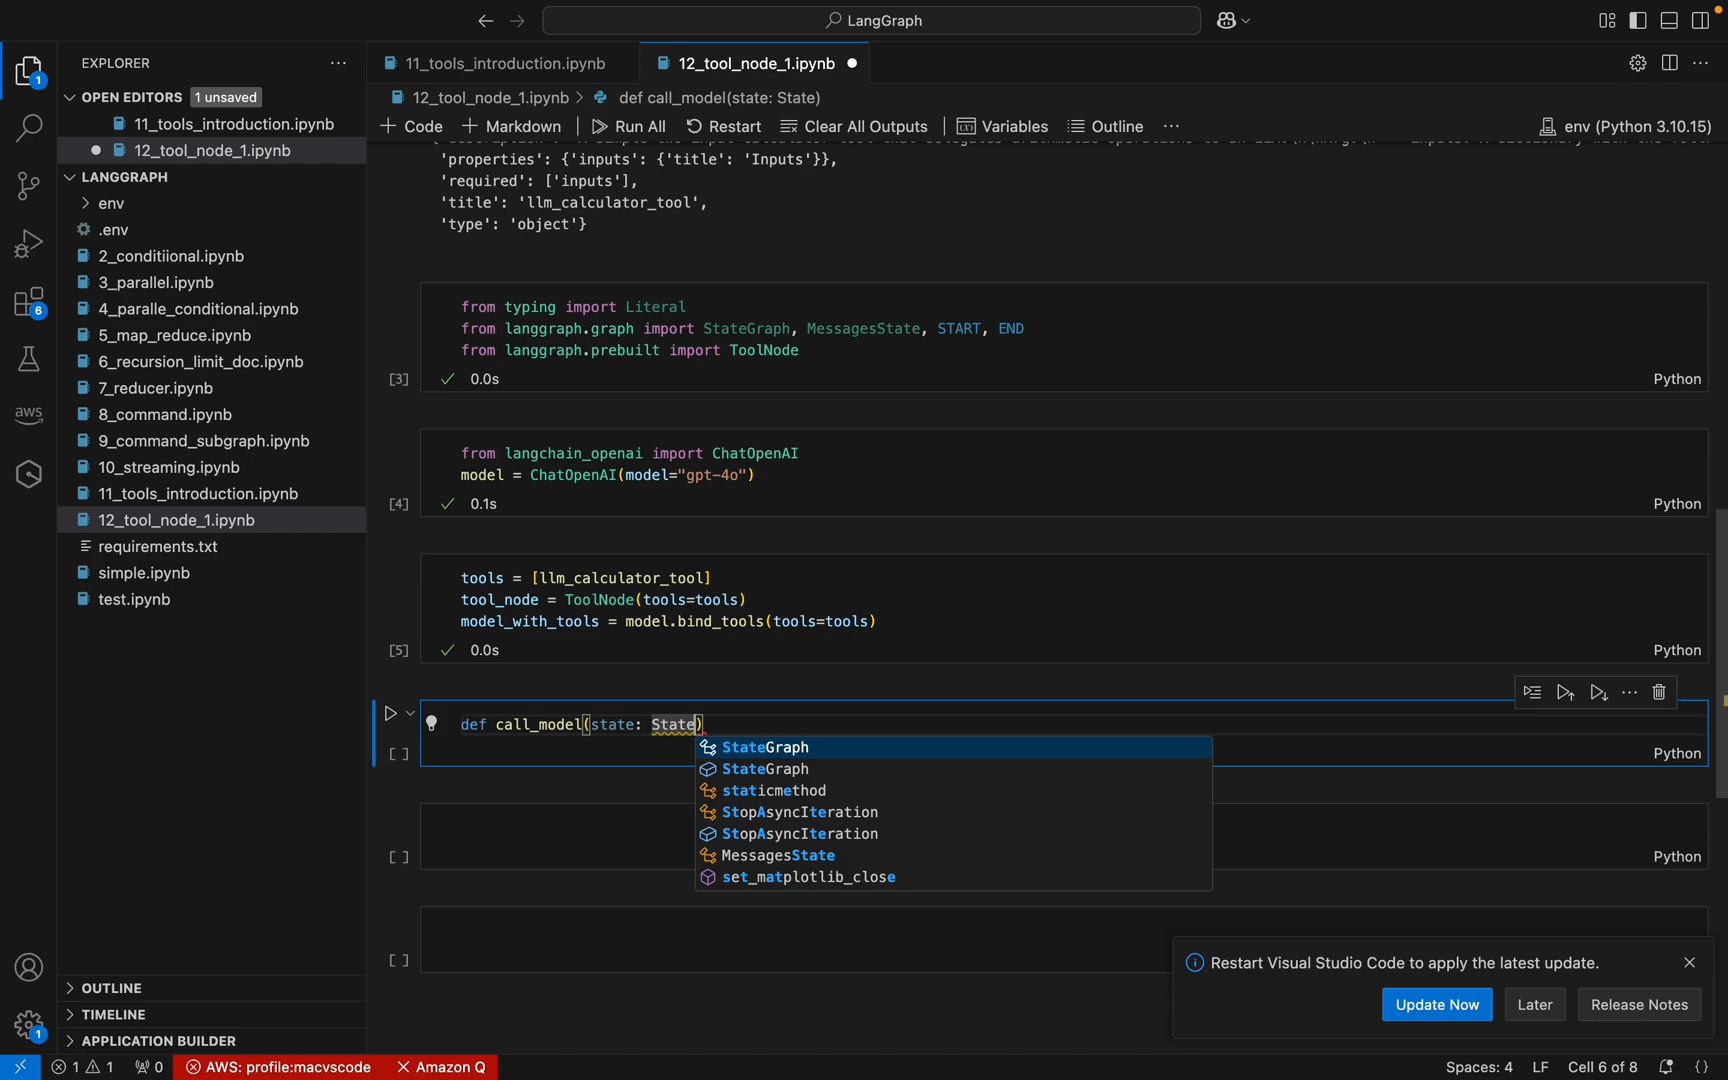 LangGraph
EXPLORER
11_tools_introduction.ipynb
12_tool_node_1.ipynb
1
OPEN EDITORS
1 unsaved
11_tools_introduction.ipynb
12_tool_node_1.ipynb
LANGGRAPH
env
.env
2_conditiional.ipynb
3_parallel.ipynb
4_paralle_conditional.ipynb
5_map_reduce.ipynb
6_recursion_limit_doc.ipynb
7_reducer.ipynb
8_command.ipynb
9_command_subgraph.ipynb
10_streaming.ipynb
11_tools_introduction.ipynb
12_tool_node_1.ipynb
requirements.txt
simple.ipynb
test.ipynb
6
aws
OUTLINE
TIMELINE
APPLICATION BUILDER
1
12_tool_node_1.ipynb > def call_model(state: State)
+ Code + Markdown Run All Restart Clear All Outputs Variables Outline ... env (Python 3.10.15)
'properties': {'inputs': {'title': 'Inputs'}},
'required': ['inputs'],
'title': 'llm_calculator_tool',
'type': 'object'}
from typing import Literal
from langgraph.graph import StateGraph, MessagesState, START, END
from langgraph.prebuilt import ToolNode
[3] 0.0s Python
from langchain_openai import ChatOpenAI
model = ChatOpenAI(model="gpt-4o")
[4] 0.1s Python
tools = [llm_calculator_tool]
tool_node = ToolNode(tools=tools)
model_with_tools = model.bind_tools(tools=tools)
[5] 0.0s Python
def call_model(state: State)
[ ] Python
StateGraph
StateGraph
staticmethod
StopAsyncIteration
StopAsyncIteration
MessagesState
set_matplotlib_close
[ ] Python
[ ]
Restart Visual Studio Code to apply the latest update.
Update Now
Later
Release Notes
1 1 0 AWS: profile:macvscode Amazon Q Spaces: 4 LF Cell 6 of 8 {}